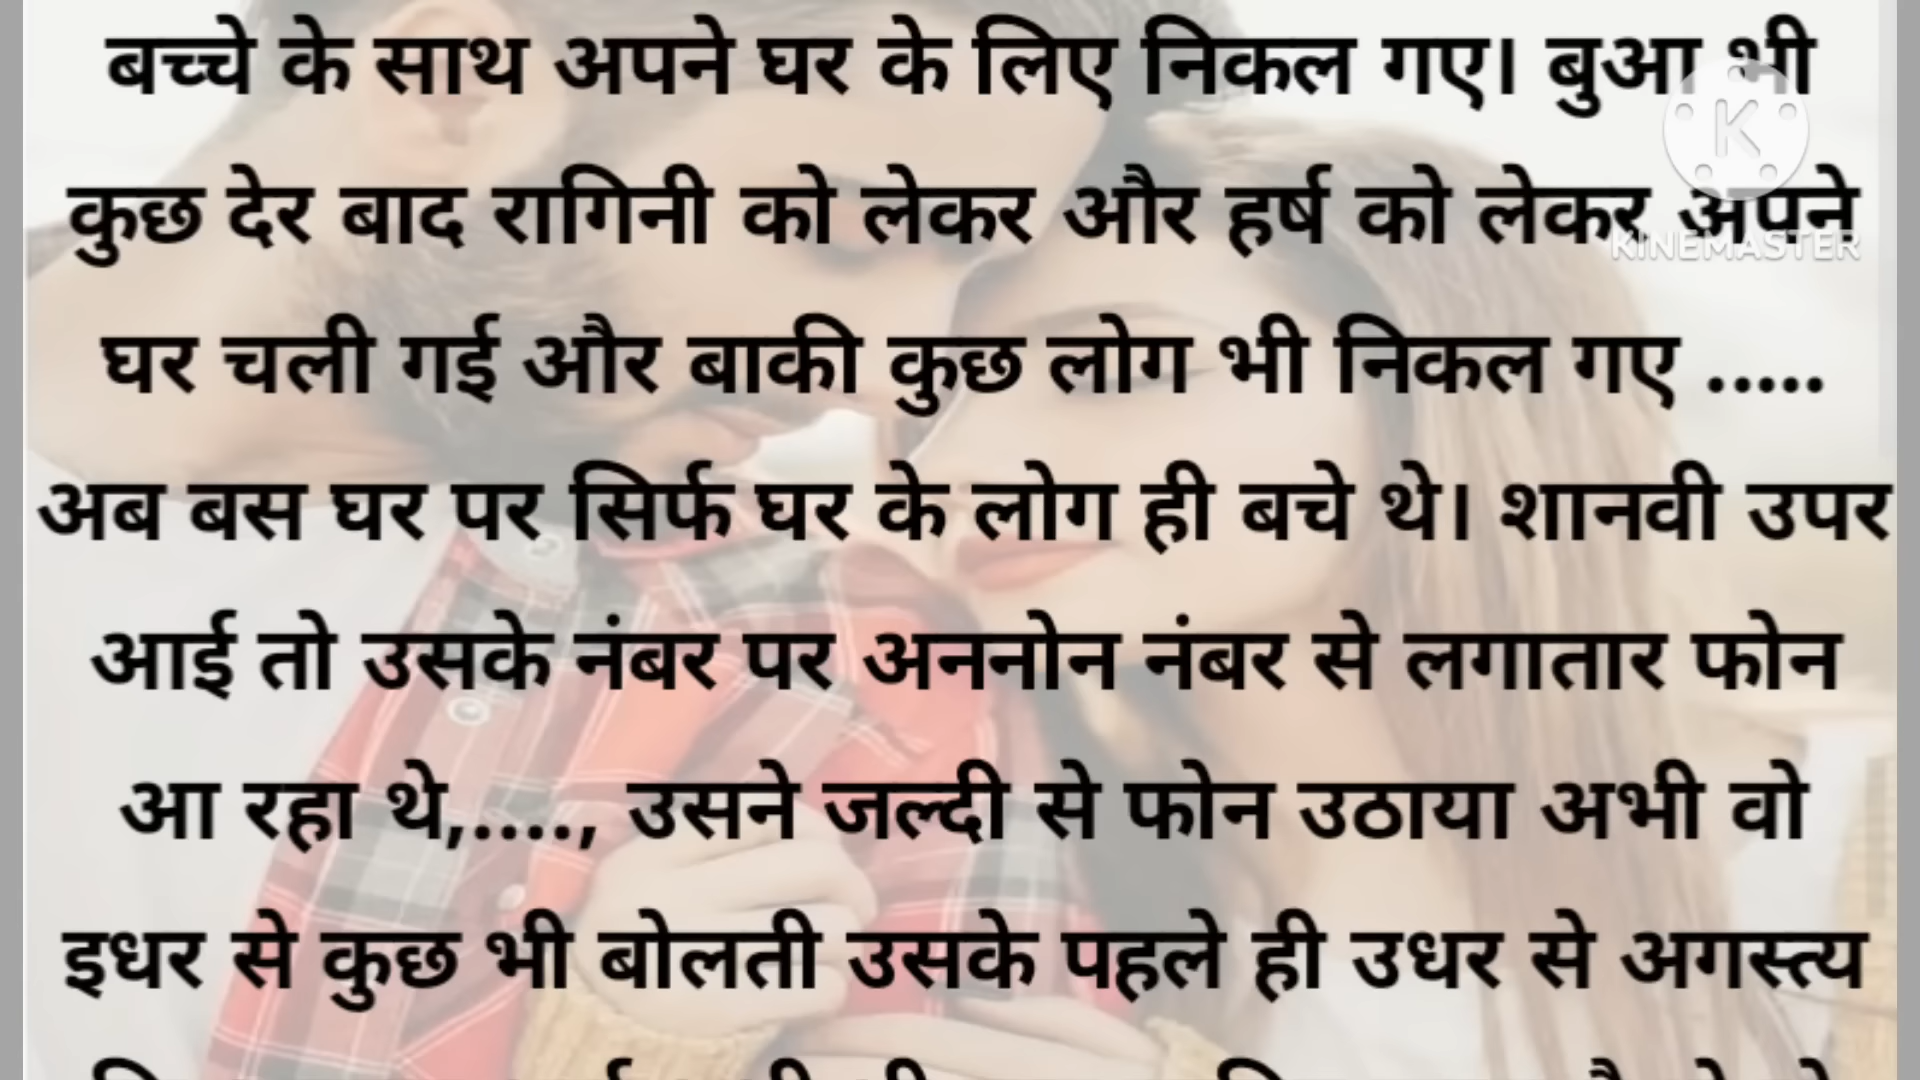 बच्चे के साथ अपने घर के लिए निकल गए। बुआ भी
कुछ देर बाद रागिनी को लेकर और हर्ष को लेकर अपने
KINEMASTER
घर चली गई और बाकी कुछ लोग भी निकल गए .....
अब बस घर पर सिर्फ घर के लोग ही बचे थे। शानवी उपर
आई तो उसके नंबर पर अननोन नंबर से लगातार फोन
आ रहा थे,...., उसने जल्दी से फोन उठाया अभी वो
इधर से कुछ भी बोलती उसके पहले ही उधर से अगस्त्य